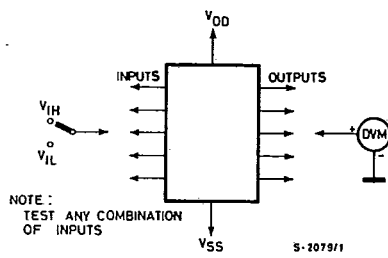 VDD
INPUTS
OUTPUTS
VIH
VIL
+
DVM
-
NOTE :
TEST ANY COMBINATION
OF INPUTS
VSS
S-2079/1